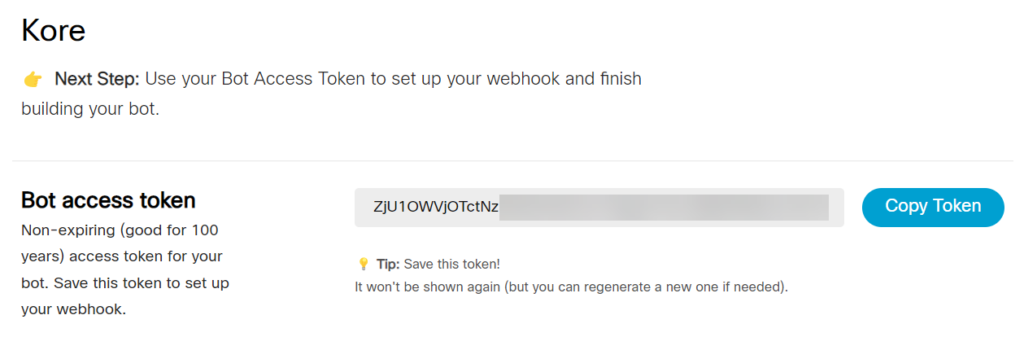 Kore
👉 Next Step: Use your Bot Access Token to set up your webhook and finish
building your bot.
Bot access token
Non-expiring (good for 100
years) access token for your
bot. Save this token to set up
your webhook.
ZjU1OWVjOTctNz
Copy Token
💡 Tip: Save this token!
It won't be shown again (but you can regenerate a new one if needed).